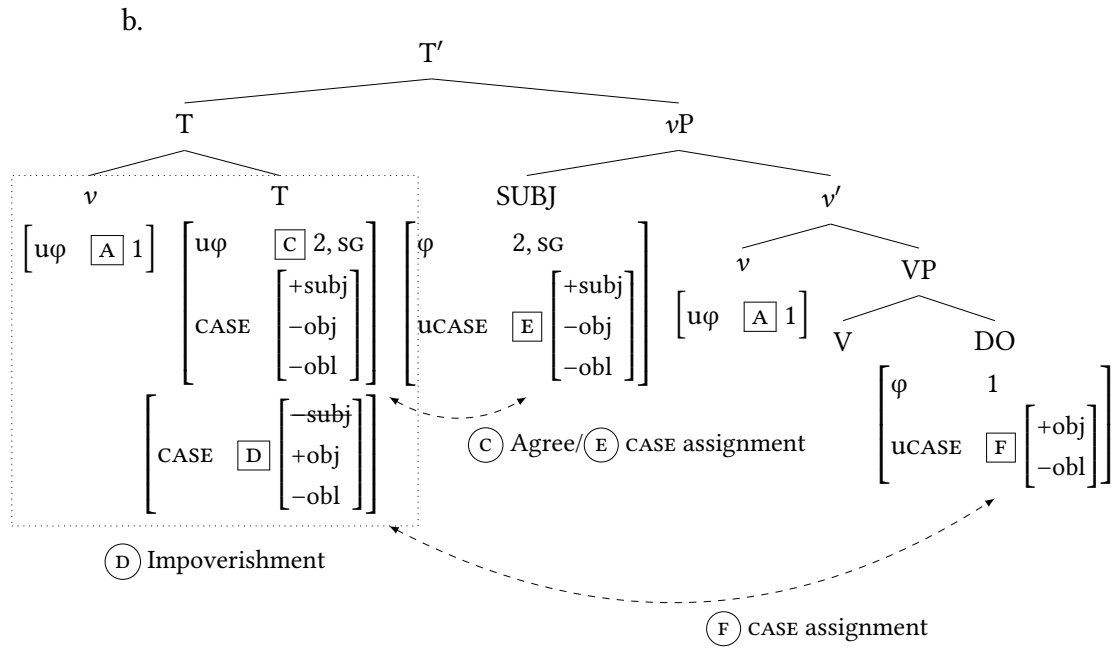 b.
T′
T vP
v T SUBJ v′
[uφ A 1] [uφ C 2, SG [φ 2, SG v VP
CASE [+subj −obj −obl]] uCASE E [+subj −obj −obl]] [uφ A 1] V DO
[CASE D [−subj +obj −obl]] [φ 1
C Agree/E CASE assignment uCASE F [+obj −obl]]
D Impoverishment
F CASE assignment